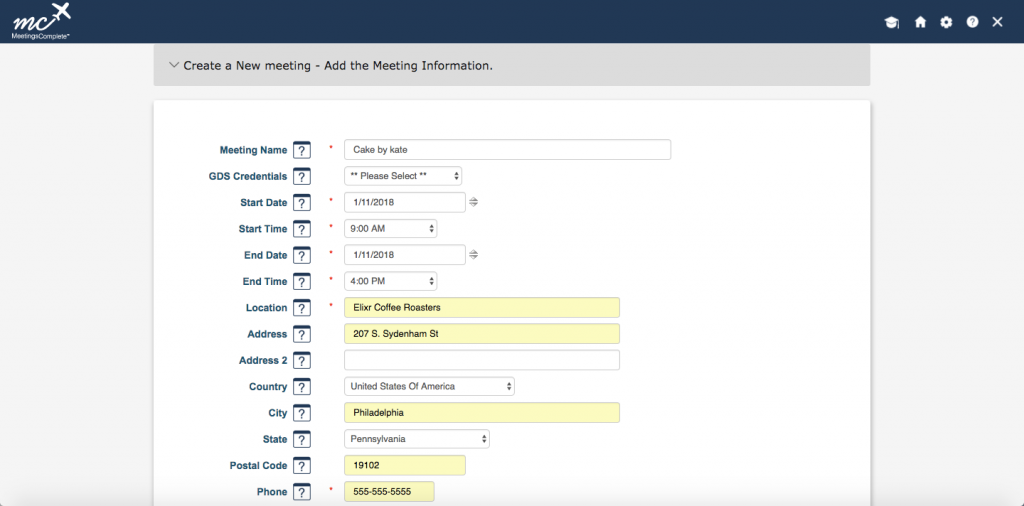 mc
MeetingsComplete™
Create a New meeting - Add the Meeting Information.
Meeting Name ? * Cake by kate
GDS Credentials ? ** Please Select **
Start Date ? * 1/11/2018
Start Time ? * 9:00 AM
End Date ? * 1/11/2018
End Time ? * 4:00 PM
Location ? * Elixr Coffee Roasters
Address ? 207 S. Sydenham St
Address 2 ?
Country ? United States Of America
City ? Philadelphia
State ? Pennsylvania
Postal Code ? 19102
Phone ? * 555-555-5555